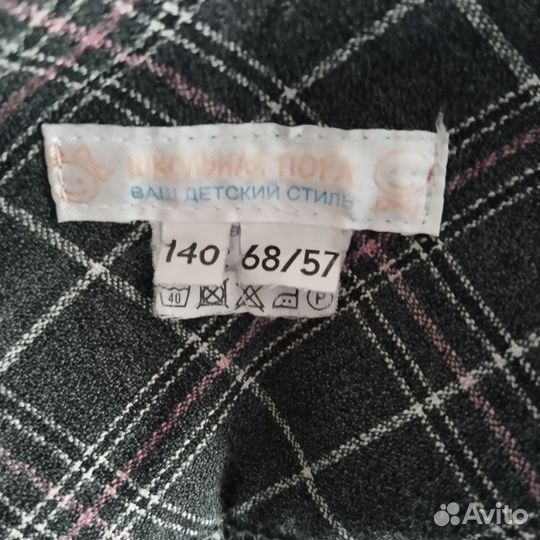 ШКОЛЬНАЯ ПОРА
ВАШ ДЕТСКИЙ СТИЛЬ
140 68/57
40 P
Avito